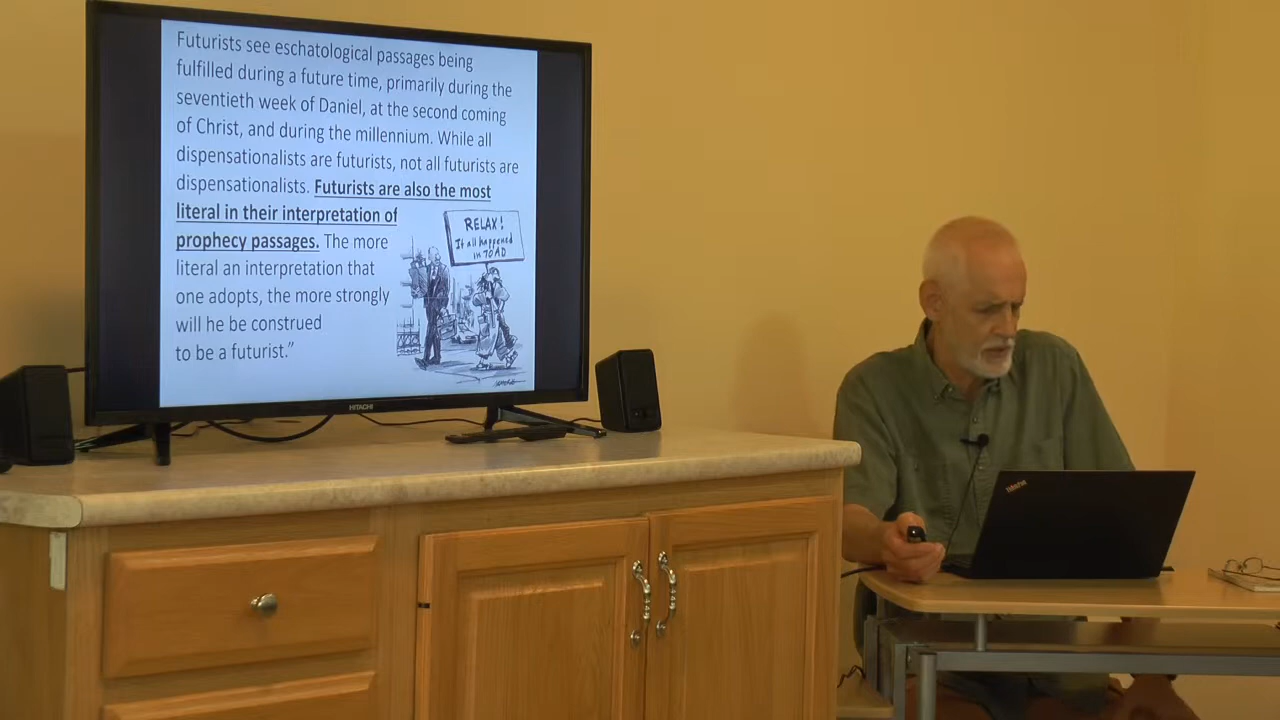 Futurists see eschatological passages being
fulfilled during a future time, primarily during the
seventieth week of Daniel, at the second coming
of Christ, and during the millennium. While all
dispensationalists are futurists, not all futurists are
dispensationalists. Futurists are also the most
literal in their interpretation of
prophecy passages. The more
literal an interpretation that
one adopts, the more strongly
will he be construed
to be a futurist.”
RELAX!
It all happened
in 70 AD
HITACHI
ThinkPad